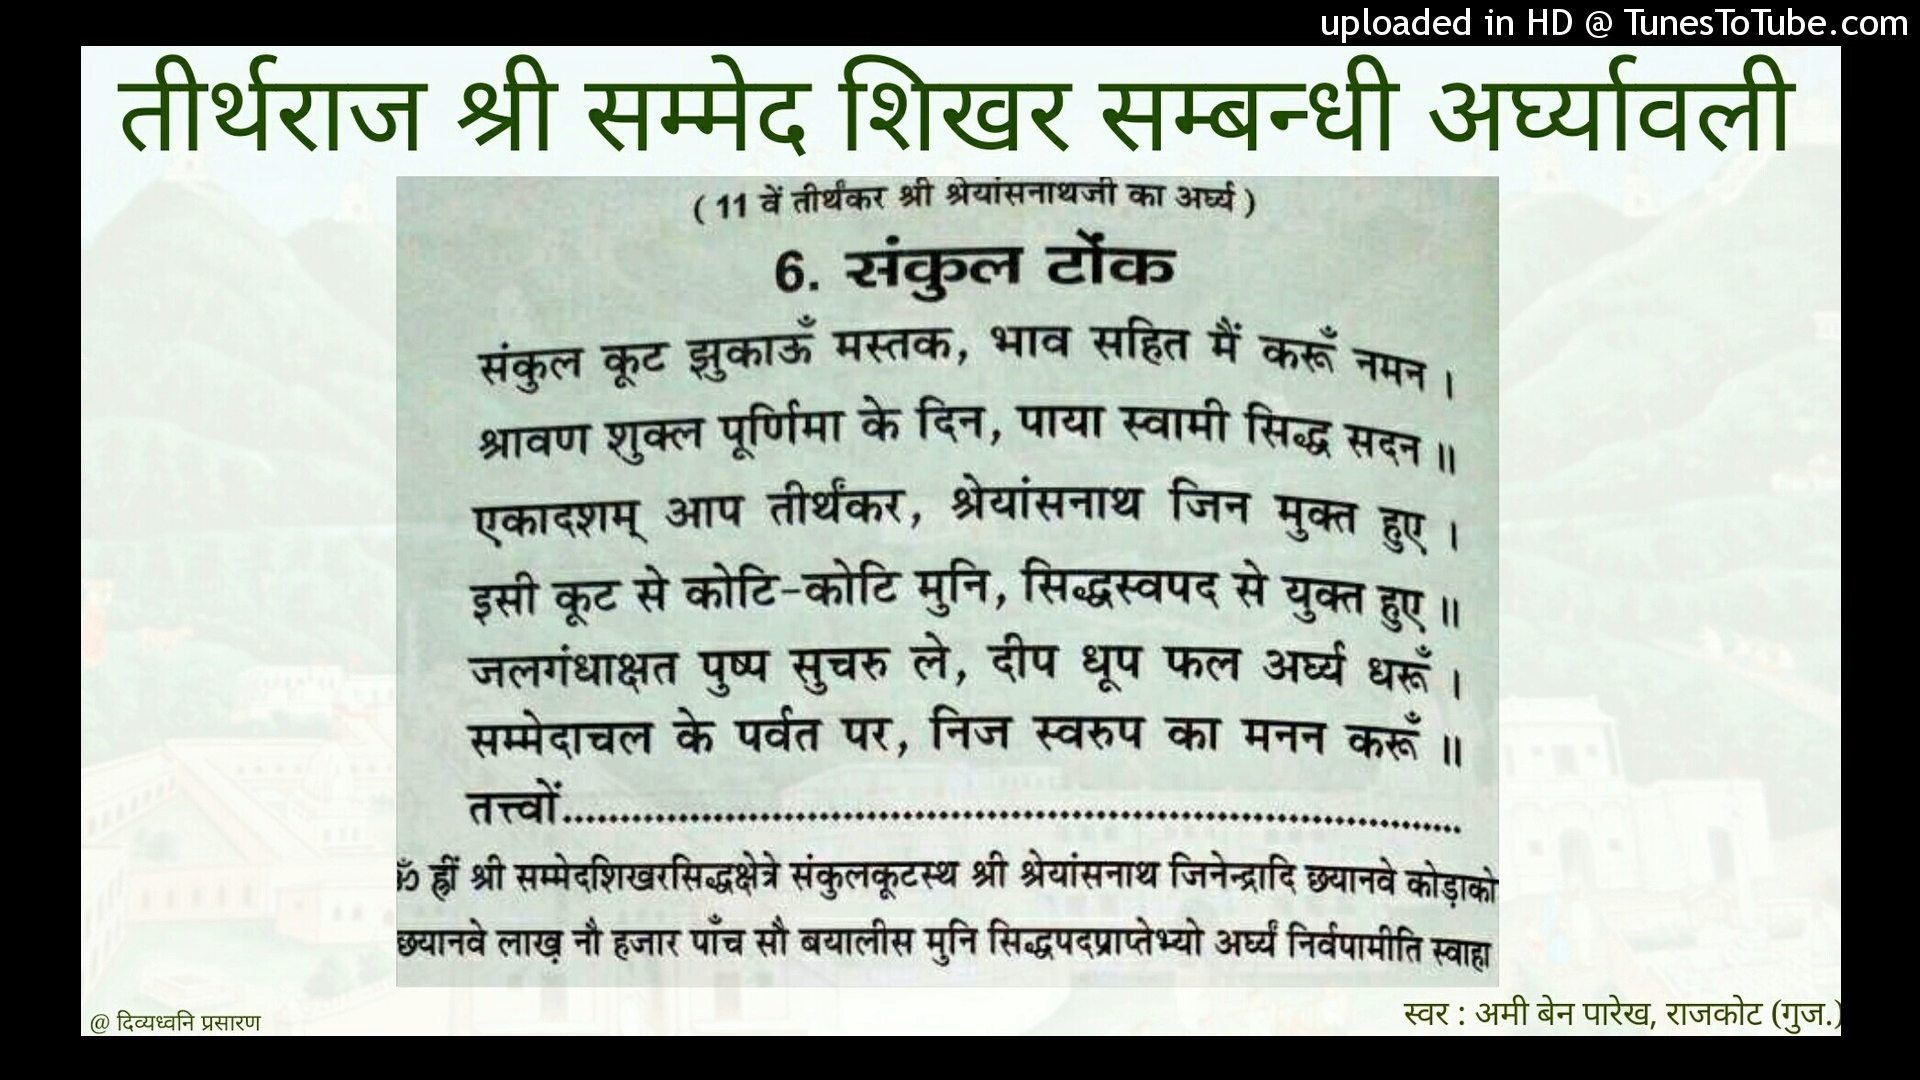 uploaded in HD @ TunesToTube.com
तीर्थराज श्री सम्मेद शिखर सम्बन्धी अर्घ्यावली
( 11 वें तीर्थंकर श्री श्रेयांसनाथजी का अर्घ्य )
6. संकुल टोंक
संकुल कूट झुकाऊँ मस्तक, भाव सहित मैं करूँ नमन ।
श्रावण शुक्ल पूर्णिमा के दिन, पाया स्वामी सिद्ध सदन ॥
एकादशम् आप तीर्थंकर, श्रेयांसनाथ जिन मुक्त हुए ।
इसी कूट से कोटि-कोटि मुनि, सिद्धस्वपद से युक्त हुए ॥
जलगंधाक्षत पुष्प सुचरु ले, दीप धूप फल अर्घ्य धरूँ ।
सम्मेदाचल के पर्वत पर, निज स्वरुप का मनन करूँ ॥
तत्त्वों...............................................................................
ॐ ह्रीं श्री सम्मेदशिखरसिद्धक्षेत्रे संकुलकूटस्थ श्री श्रेयांसनाथ जिनेन्द्रादि छयानवे कोड़ाको
छयानवे लाख़ नौ हजार पाँच सौ बयालीस मुनि सिद्धपदप्राप्तेभ्यो अर्घ्यं निर्वपामीति स्वाहा
@ दिव्यध्वनि प्रसारण
स्वर : अमी बेन पारेख, राजकोट (गुज.)